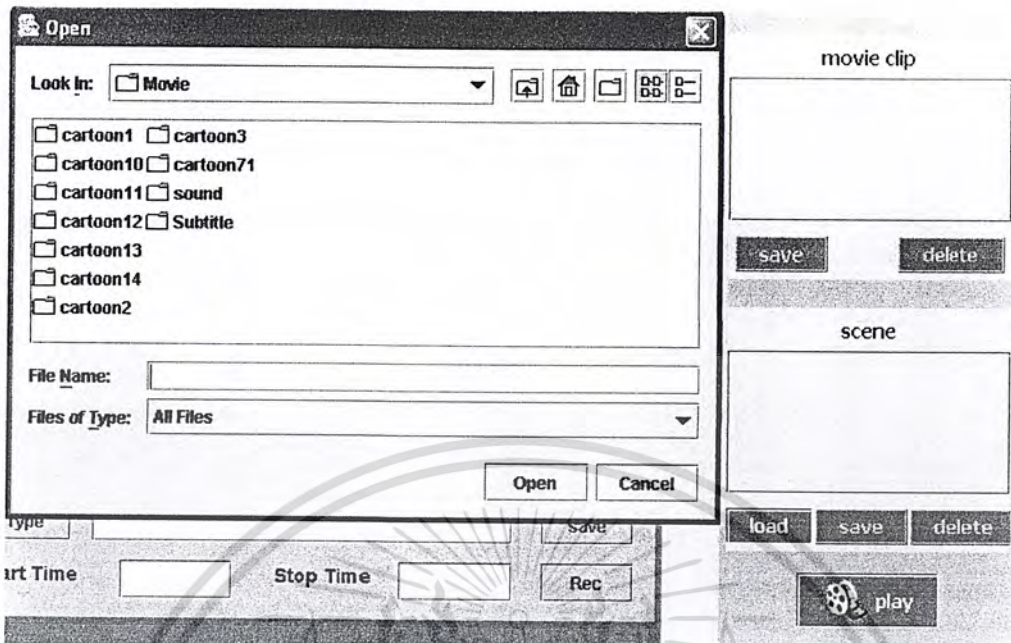 Open
Look In: Movie
cartoon1 cartoon3
cartoon10 cartoon71
cartoon11 sound
cartoon12 Subtitle
cartoon13
cartoon14
cartoon2
File Name:
Files of Type: All Files
Open Cancel
Type save
art Time Stop Time Rec
movie clip
save delete
scene
load save delete
play